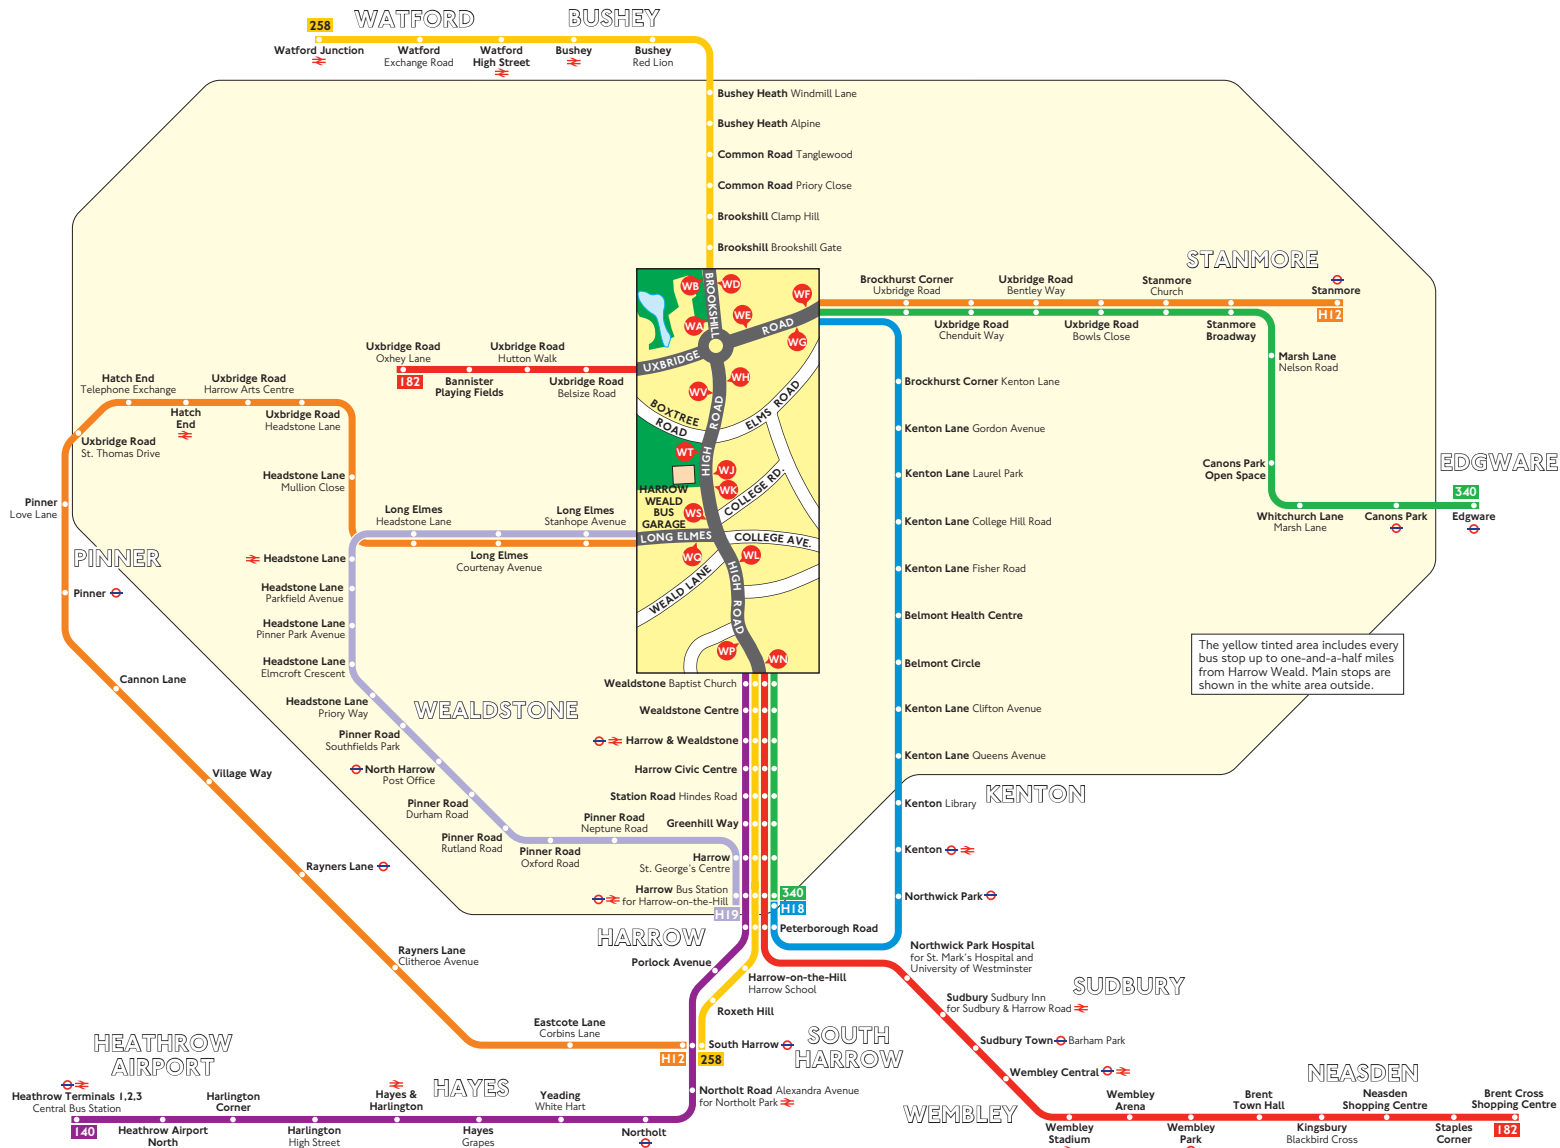 258
WATFORD
BUSHEY
Watford Junction
Watford
Exchange Road
Watford
High Street
Bushey
Bushey
Red Lion
Bushey Heath Windmill Lane
Bushey Heath Alpine
Common Road Tanglewood
Common Road Priory Close
Brookshill Clamp Hill
Brookshill Brookshill Gate
STANMORE
Brockhurst Corner
Uxbridge Road
Uxbridge Road
Bentley Way
Stanmore
Church
Stanmore
H12
Uxbridge Road
Chenduit Way
Uxbridge Road
Bowls Close
Stanmore
Broadway
Marsh Lane
Nelson Road
Canons Park
Open Space
EDGWARE
340
Whitchurch Lane
Marsh Lane
Canons Park
Edgware
Uxbridge Road
Oxhey Lane
Uxbridge Road
Hutton Walk
182
Bannister
Playing Fields
Uxbridge Road
Belsize Road
Hatch End
Telephone Exchange
Uxbridge Road
Harrow Arts Centre
Hatch
End
Uxbridge Road
Headstone Lane
Uxbridge Road
St. Thomas Drive
Headstone Lane
Mullion Close
Pinner
Love Lane
PINNER
Pinner
Long Elmes
Headstone Lane
Long Elmes
Stanhope Avenue
Long Elmes
Courtenay Avenue
Headstone Lane
Headstone Lane
Parkfield Avenue
Headstone Lane
Pinner Park Avenue
Headstone Lane
Elmcroft Crescent
Headstone Lane
Priory Way
WEALDSTONE
Pinner Road
Southfields Park
North Harrow
Post Office
Pinner Road
Durham Road
Pinner Road
Rutland Road
Pinner Road
Oxford Road
Pinner Road
Neptune Road
BROOKSHILL
WB
WD
WF
WA
WE
WG
UXBRIDGE
ROAD
WH
WV
HIGH
ROAD
BOXTREE
ROAD
ELMS ROAD
WT
WJ
WK
HARROW
WEALD
BUS
GARAGE
COLLEGE RD.
WS
LONG ELMES
COLLEGE AVE.
WQ
WL
WEALD LANE
HIGH
ROAD
WP
WN
Brockhurst Corner Kenton Lane
Kenton Lane Gordon Avenue
Kenton Lane Laurel Park
Kenton Lane College Hill Road
Kenton Lane Fisher Road
Belmont Health Centre
Belmont Circle
Kenton Lane Clifton Avenue
Kenton Lane Queens Avenue
KENTON
Kenton Library
Kenton
Northwick Park
The yellow tinted area includes every
bus stop up to one-and-a-half miles
from Harrow Weald. Main stops are
shown in the white area outside.
Wealdstone Baptist Church
Wealdstone Centre
Harrow & Wealdstone
Harrow Civic Centre
Station Road Hindes Road
Greenhill Way
Harrow
St. George's Centre
Harrow Bus Station
for Harrow-on-the-Hill
H19
340
H18
HARROW
Peterborough Road
Porlock Avenue
Harrow-on-the-Hill
Harrow School
Roxeth Hill
SOUTH
HARROW
South Harrow
H12
258
Northolt Road Alexandra Avenue
for Northolt Park
Cannon Lane
Village Way
Rayners Lane
Rayners Lane
Clitheroe Avenue
Eastcote Lane
Corbins Lane
HEATHROW
AIRPORT
Heathrow Terminals 1,2,3
Central Bus Station
140
Heathrow Airport
North
Harlington
Corner
Harlington
High Street
Hayes &
Harlington
HAYES
Hayes
Grapes
Yeading
White Hart
Northolt
Northwick Park Hospital
for St. Mark's Hospital and
University of Westminster
SUDBURY
Sudbury Sudbury Inn
for Sudbury & Harrow Road
Sudbury Town Barham Park
Wembley Central
WEMBLEY
Wembley
Stadium
Wembley
Arena
Wembley
Park
Brent
Town Hall
Kingsbury
Blackbird Cross
NEASDEN
Neasden
Shopping Centre
Staples
Corner
Brent Cross
Shopping Centre
182